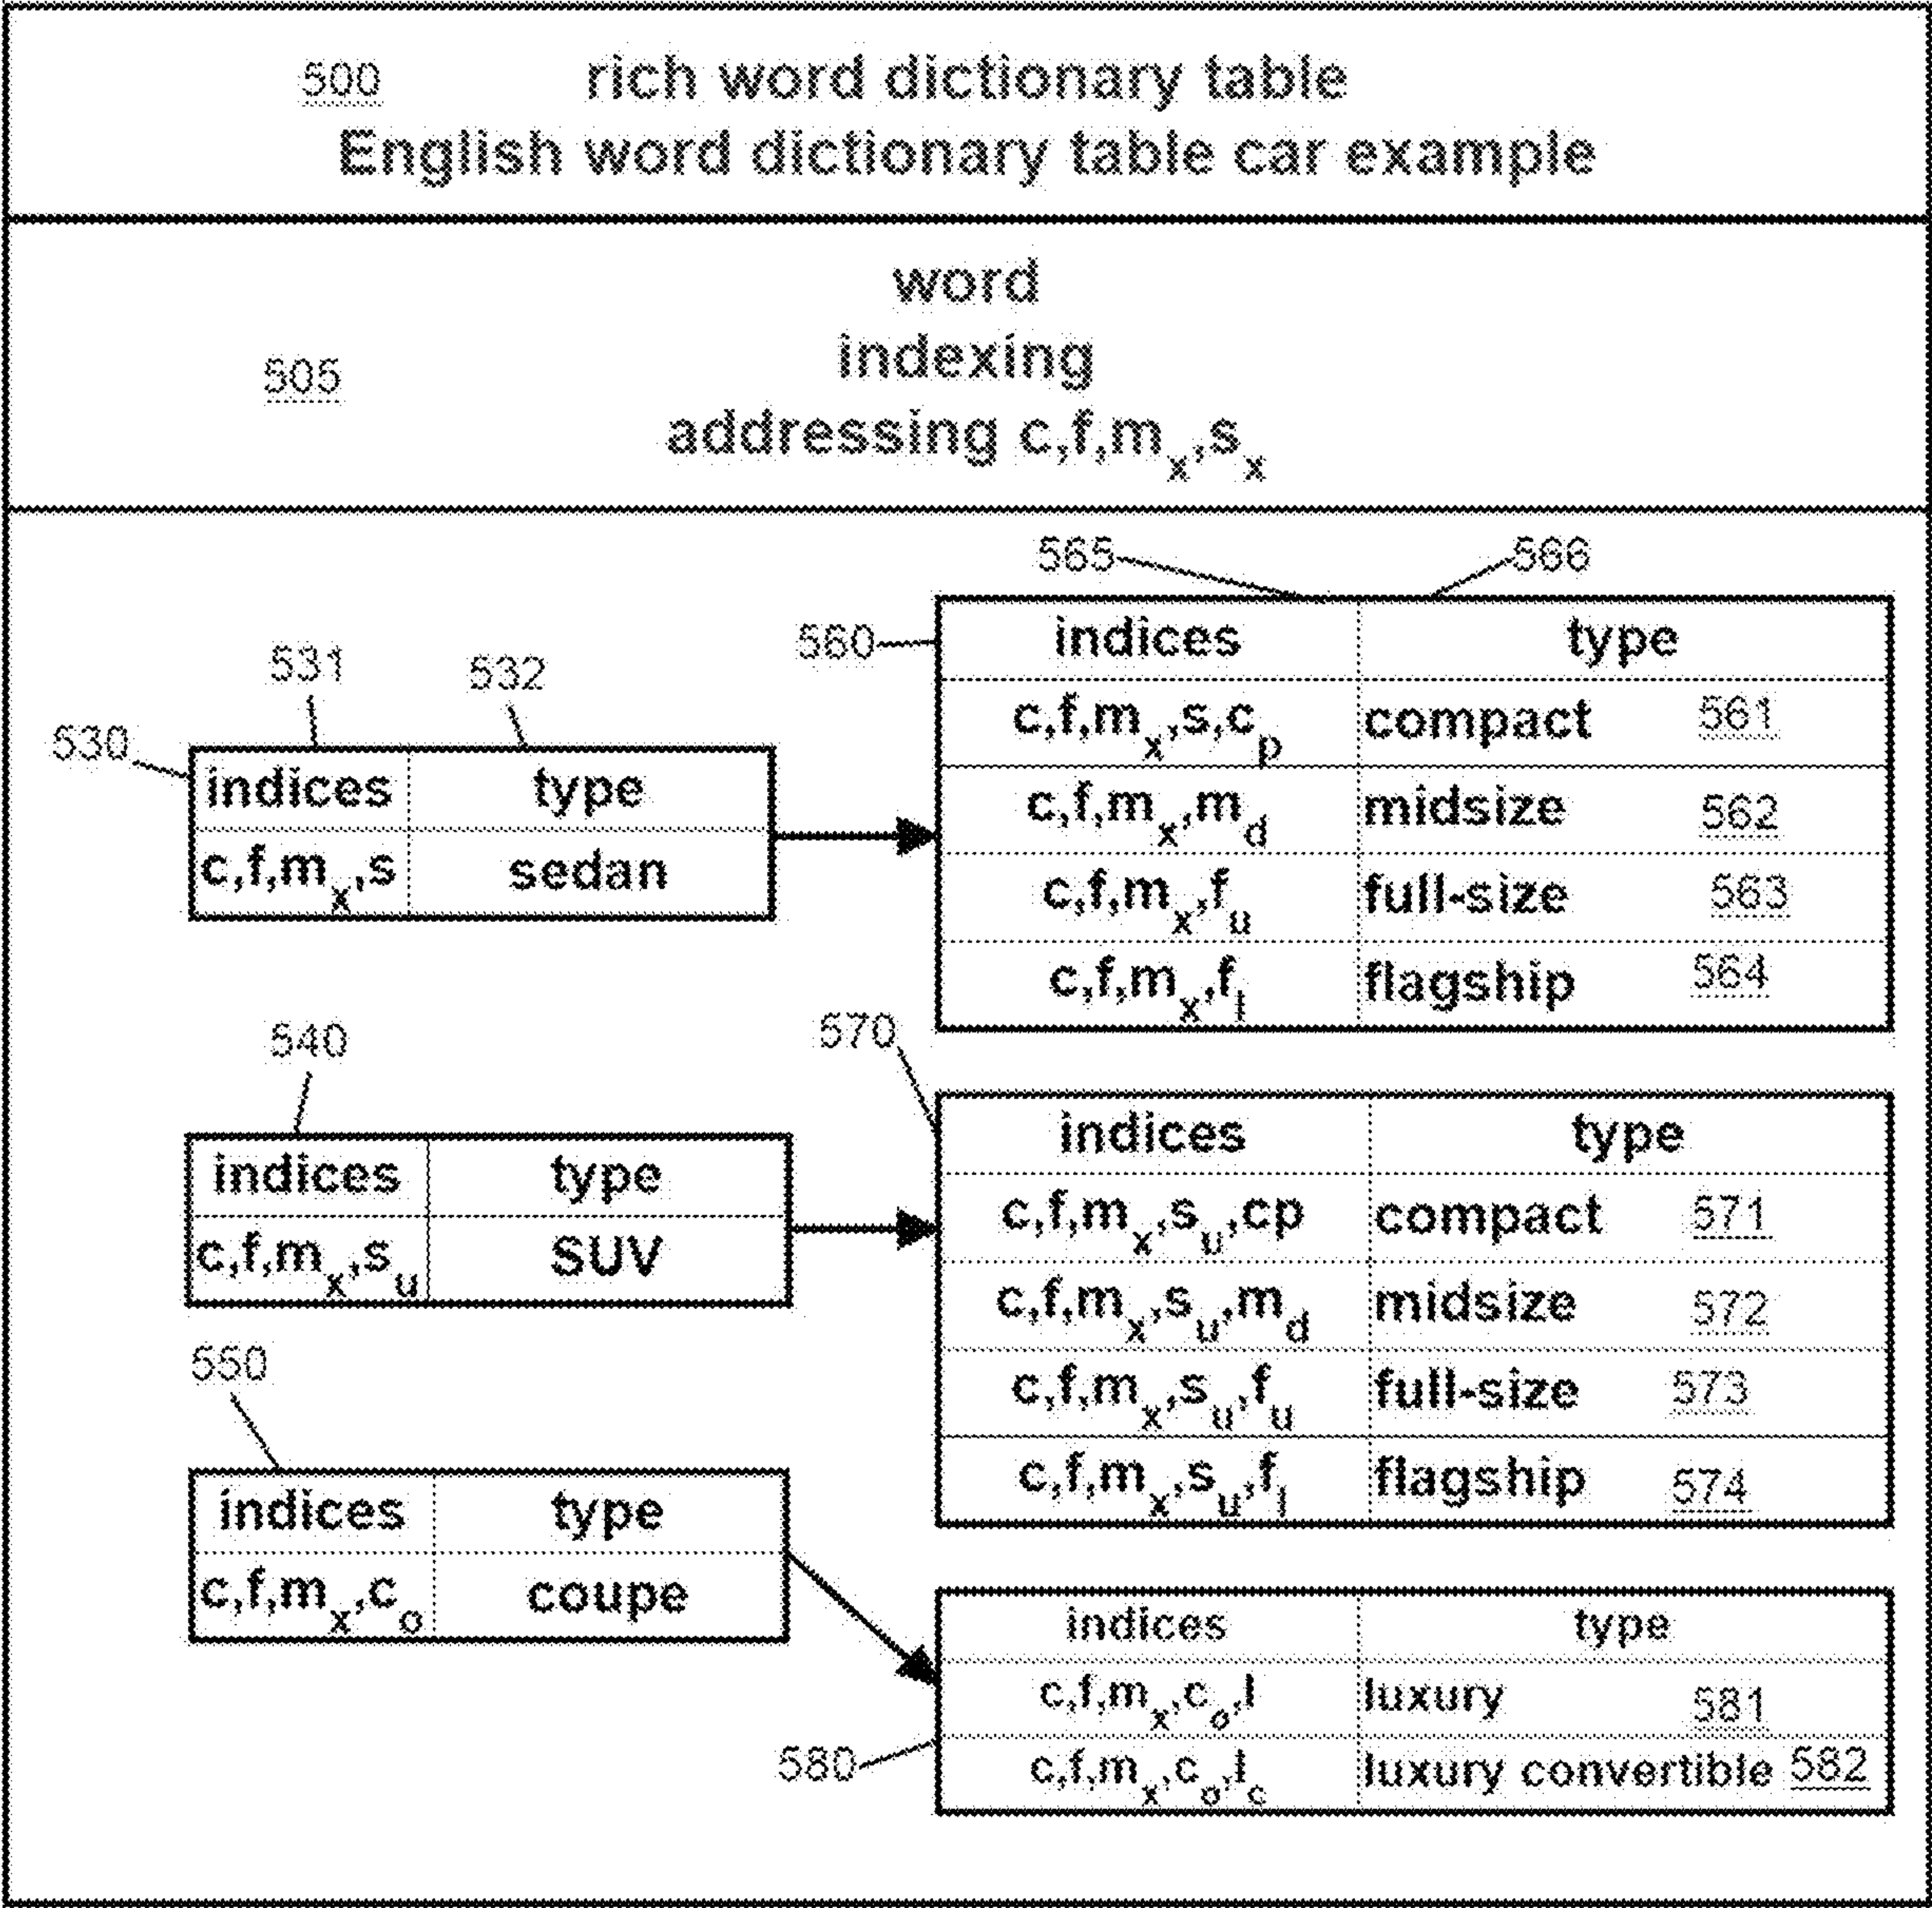 500 rich word dictionary table
English word dictionary table car example
word
indexing
505
addressing c,f,mₓ,sₓ
565 566
560
indices type
c,f,mₓ,s,cₚ compact 561
c,f,mₓ,m_d midsize 562
c,f,mₓ,fᵤ full-size 563
c,f,mₓ,fₗ flagship 564
531 532
530
indices type
c,f,mₓ,s sedan
540
indices type
c,f,mₓ,sᵤ SUV
570
indices type
c,f,mₓ,sᵤ,cp compact 571
c,f,mₓ,sᵤ,m_d midsize 572
c,f,mₓ,sᵤ,fᵤ full-size 573
c,f,mₓ,sᵤ,fₗ flagship 574
550
indices type
c,f,mₓ,cₒ coupe
580
indices type
c,f,mₓ,cₒ,l luxury 581
c,f,mₓ,cₒ,l_c luxury convertible 582